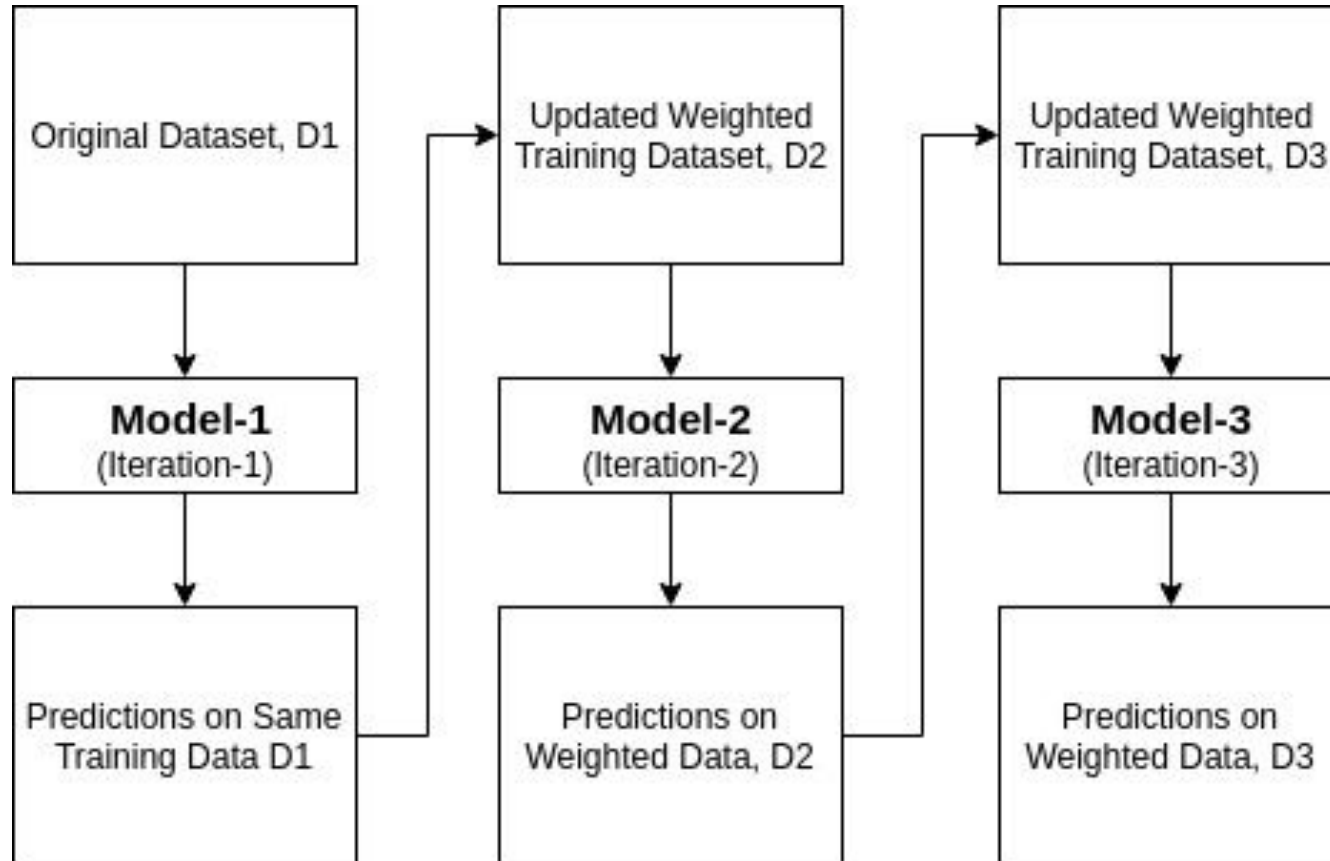 Original Dataset, D1
Updated Weighted
Training Dataset, D2
Updated Weighted
Training Dataset, D3
Model-1
(Iteration-1)
Model-2
(Iteration-2)
Model-3
(Iteration-3)
Predictions on Same
Training Data D1
Predictions on
Weighted Data, D2
Predictions on
Weighted Data, D3